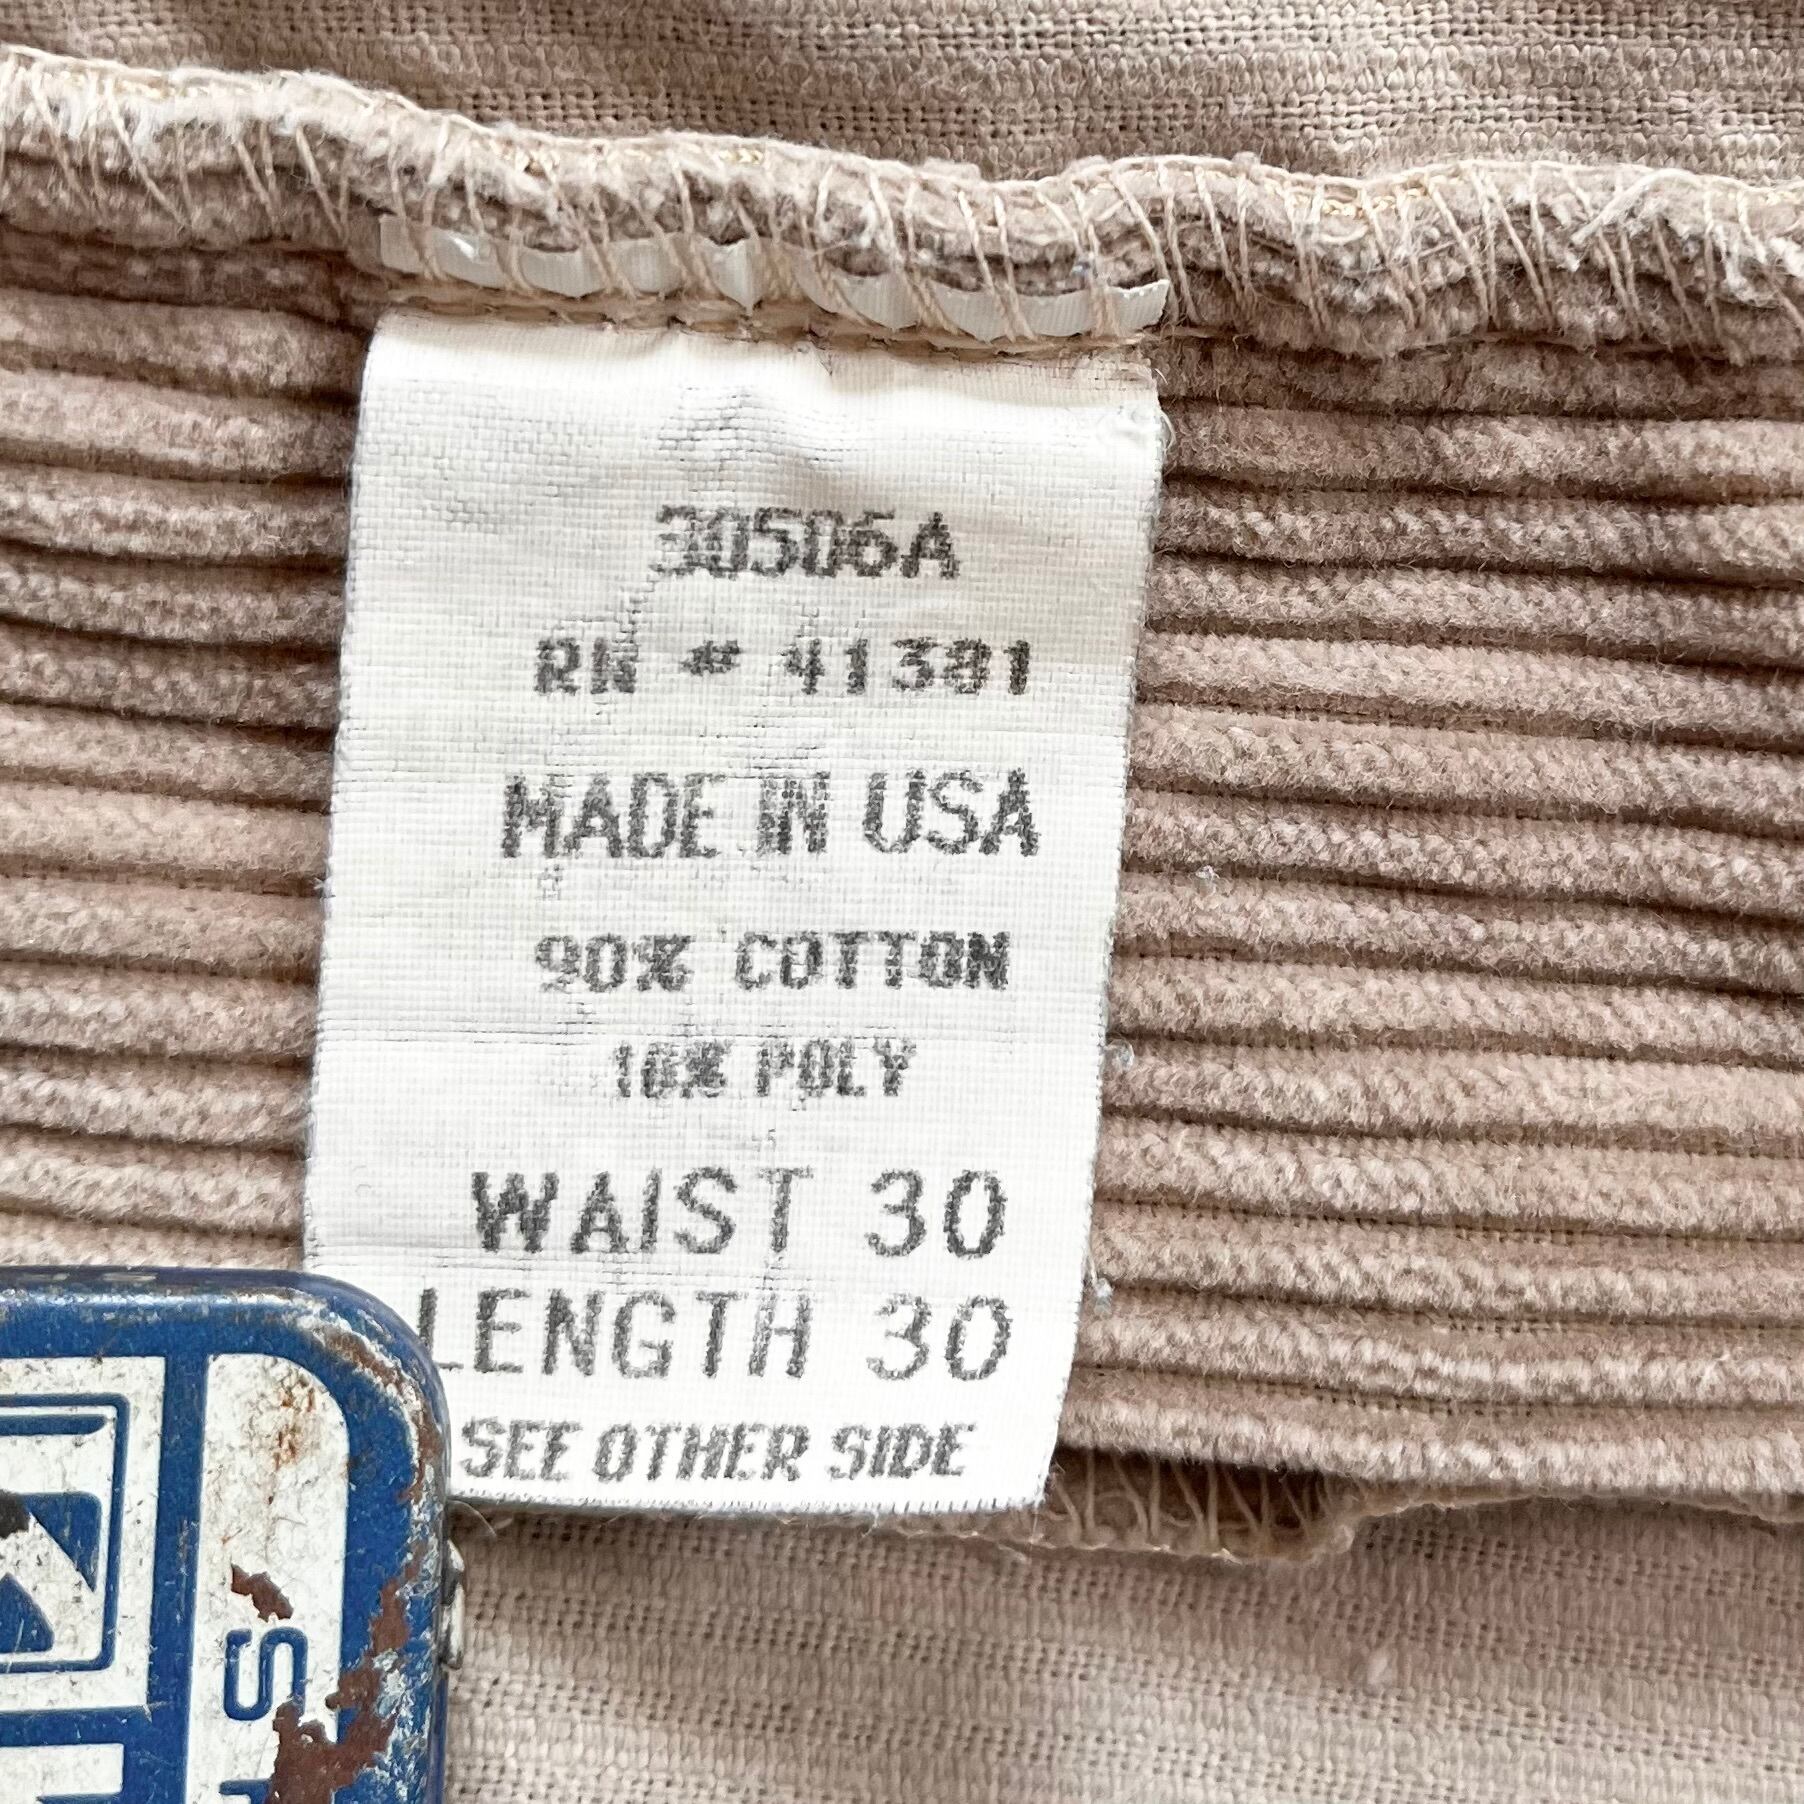 30506A
RN # 41381
MADE IN USA
90% COTTON
10% POLY
WAIST 30
LENGTH 30
SEE OTHER SIDE